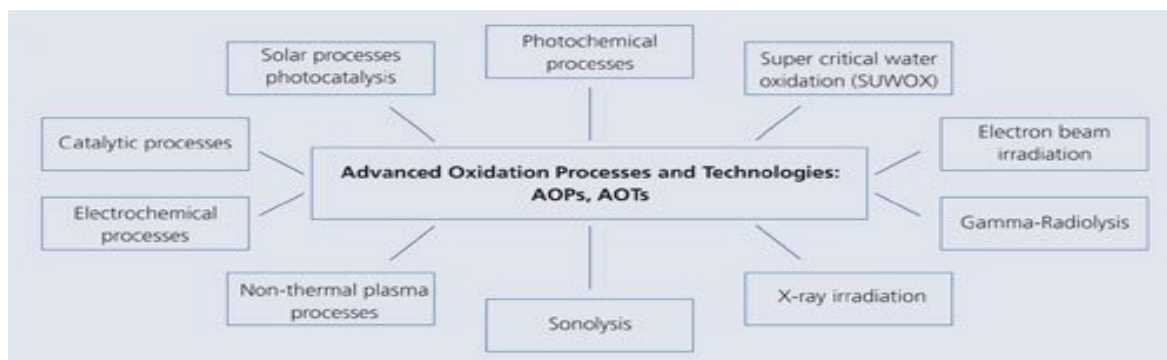 Solar processes
photocatalysis
Photochemical
processes
Super critical water
oxidation (SUWOX)
Catalytic processes
Electron beam
irradiation
Advanced Oxidation Processes and Technologies:
AOPs, AOTs
Electrochemical
processes
Gamma-Radiolysis
Non-thermal plasma
processes
Sonolysis
X-ray irradiation